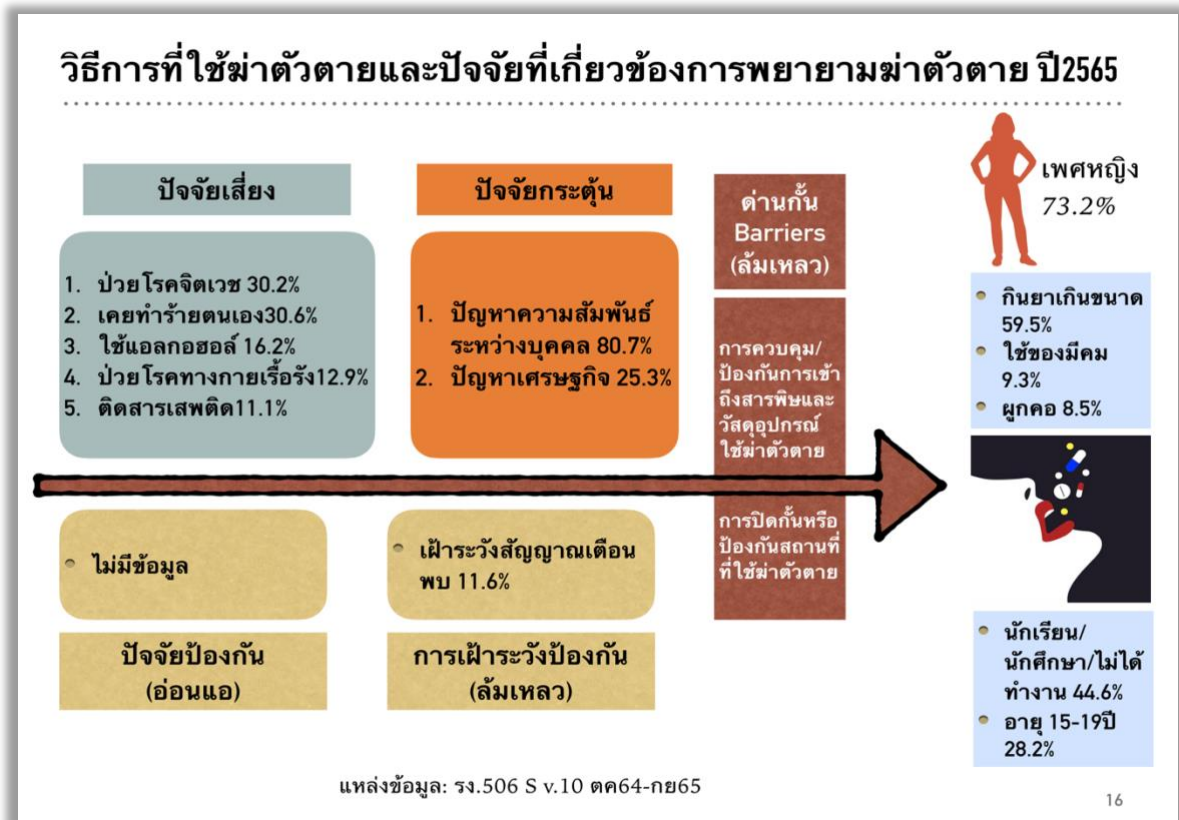 วิธีการที่ใช้ฆ่าตัวตายและปัจจัยที่เกี่ยวข้องการพยายามฆ่าตัวตาย ปี2565
ปัจจัยเสี่ยง
1. ป่วยโรคจิตเวช 30.2%
2. เคยทำร้ายตนเอง30.6%
3. ใช้แอลกอฮอล์ 16.2%
4. ป่วยโรคทางกายเรื้อรัง12.9%
5. ติดสารเสพติด11.1%
ปัจจัยกระตุ้น
1. ปัญหาความสัมพันธ์
ระหว่างบุคคล 80.7%
2. ปัญหาเศรษฐกิจ 25.3%
ด่านกั้น
Barriers
(ล้มเหลว)
การควบคุม/
ป้องกันการเข้า
ถึงสารพิษและ
วัสดุอุปกรณ์
ใช้ฆ่าตัวตาย
การปิดกั้นหรือ
ป้องกันสถานที่
ที่ใช้ฆ่าตัวตาย
เพศหญิง
73.2%
• กินยาเกินขนาด
59.5%
• ใช้ของมีคม
9.3%
• ผูกคอ 8.5%
• ไม่มีข้อมูล
ปัจจัยป้องกัน
(อ่อนแอ)
• เฝ้าระวังสัญญาณเตือน
พบ 11.6%
การเฝ้าระวังป้องกัน
(ล้มเหลว)
• นักเรียน/
นักศึกษา/ไม่ได้
ทำงาน 44.6%
• อายุ 15-19ปี
28.2%
แหล่งข้อมูล: รง.506 S v.10 ตค64-กย65
16